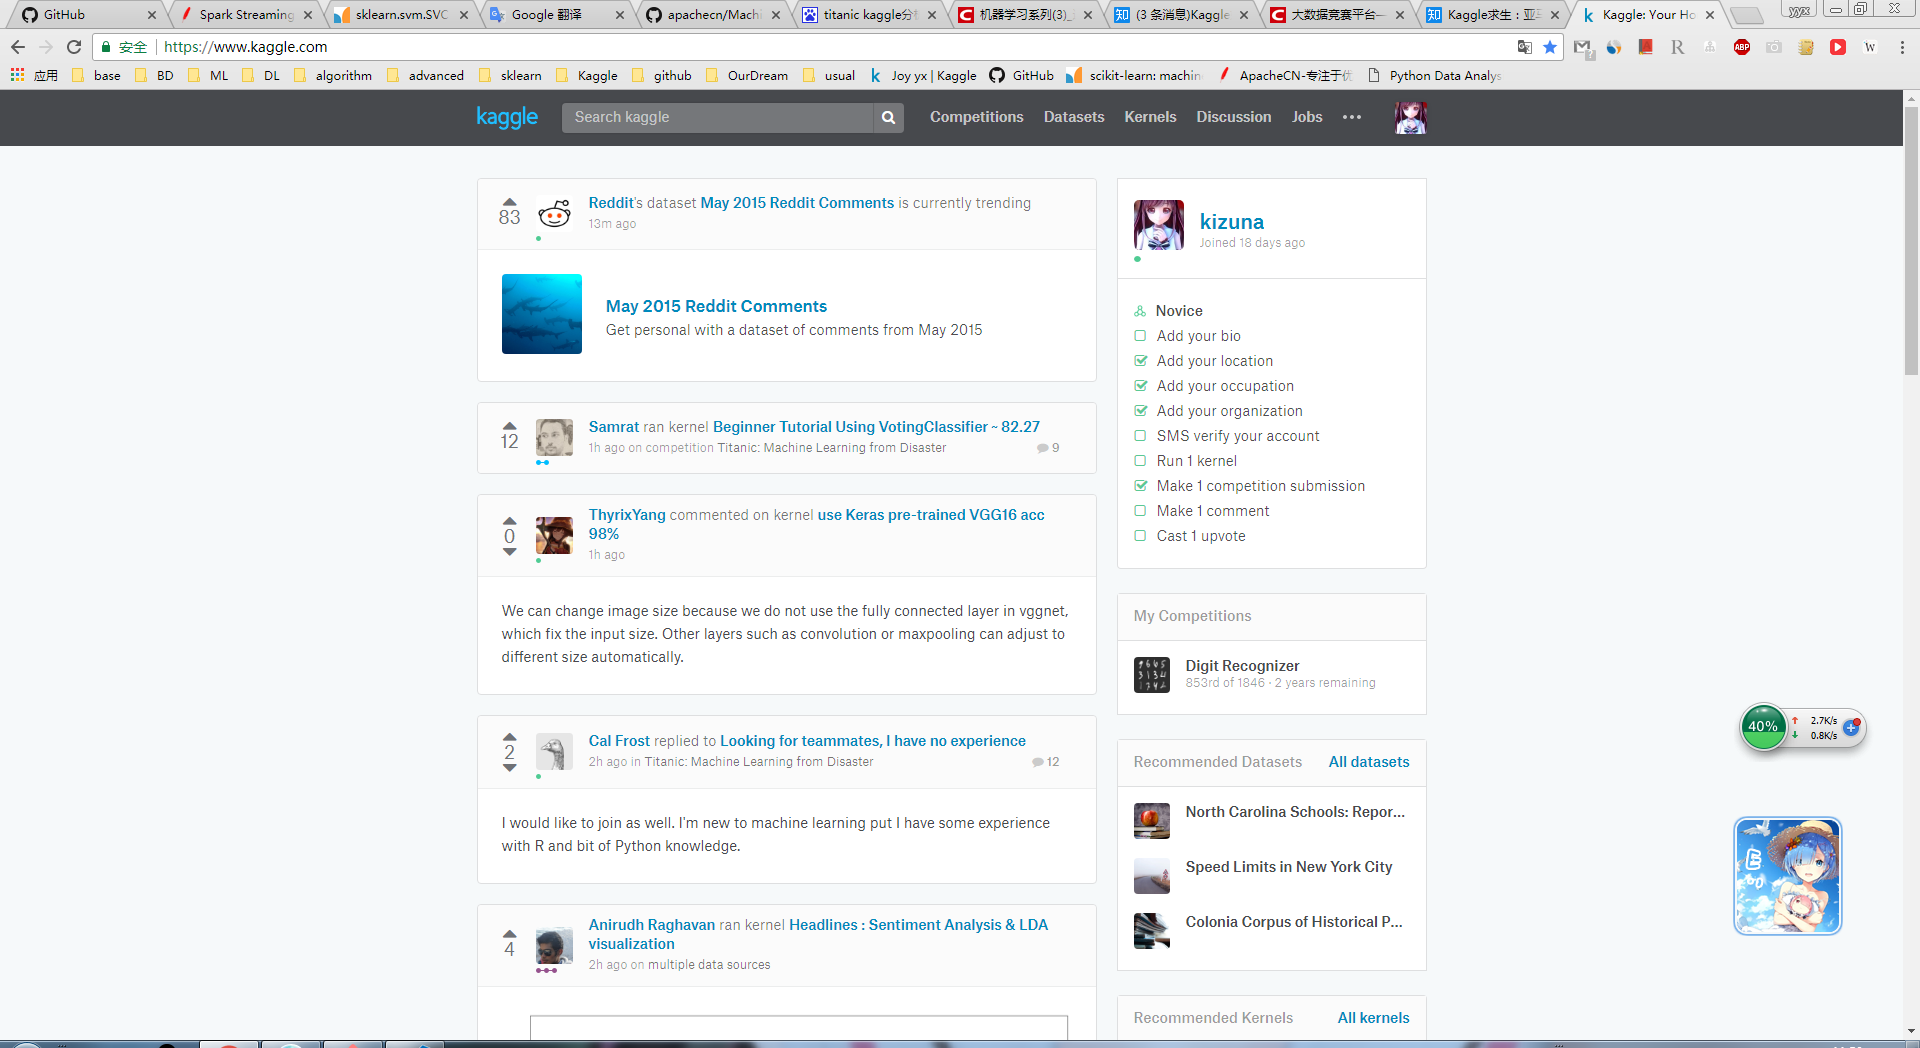 GitHub
Spark Streaming
sklearn.svm.SVC
Google 翻译
apachecn/Machi
titanic kaggle分
机器学习系列(3)_
(3 条消息)Kaggle
大数据竞赛平台—
Kaggle求生：亚
Kaggle: Your Ho
yyx
安全
https://www.kaggle.com
应用
base
BD
ML
DL
algorithm
advanced
sklearn
Kaggle
github
OurDream
usual
Joy yx | Kaggle
GitHub
scikit-learn: machin
ApacheCN-专注于优
Python Data Analys
kaggle
Search kaggle
Competitions
Datasets
Kernels
Discussion
Jobs
83
Reddit's dataset May 2015 Reddit Comments is currently trending
13m ago
May 2015 Reddit Comments
Get personal with a dataset of comments from May 2015
12
Samrat ran kernel Beginner Tutorial Using VotingClassifier ~ 82.27
1h ago on competition Titanic: Machine Learning from Disaster
9
0
ThyrixYang commented on kernel use Keras pre-trained VGG16 acc
98%
1h ago
We can change image size because we do not use the fully connected layer in vggnet,
which fix the input size. Other layers such as convolution or maxpooling can adjust to
different size automatically.
2
Cal Frost replied to Looking for teammates, I have no experience
2h ago in Titanic: Machine Learning from Disaster
12
I would like to join as well. I'm new to machine learning put I have some experience
with R and bit of Python knowledge.
4
Anirudh Raghavan ran kernel Headlines : Sentiment Analysis & LDA
visualization
2h ago on multiple data sources
kizuna
Joined 18 days ago
Novice
Add your bio
Add your location
Add your occupation
Add your organization
SMS verify your account
Run 1 kernel
Make 1 competition submission
Make 1 comment
Cast 1 upvote
My Competitions
Digit Recognizer
853rd of 1846 · 2 years remaining
Recommended Datasets
All datasets
North Carolina Schools: Repor...
Speed Limits in New York City
Colonia Corpus of Historical P...
Recommended Kernels
All kernels
40%
2.7K/s
0.8K/s